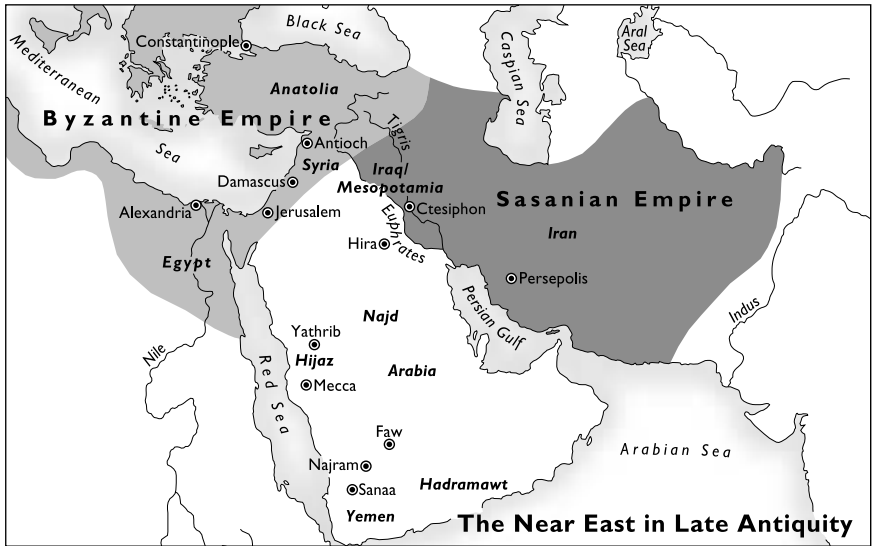 Black Sea
Constantinople
Aral
Sea
Caspian Sea
Mediterranean
Sea
Anatolia
Byzantine Empire
Tigris
Antioch
Syria
Iraq/
Mesopotamia
Damascus
Sasanian Empire
Ctesiphon
Alexandria
Jerusalem
Euphrates
Iran
Hira
Egypt
Persepolis
Indus
Persian Gulf
Najd
Yathrib
Nile
Hijaz
Red Sea
Arabia
Mecca
Faw
Arabian Sea
Najram
Hadramawt
Sanaa
Yemen
The Near East in Late Antiquity